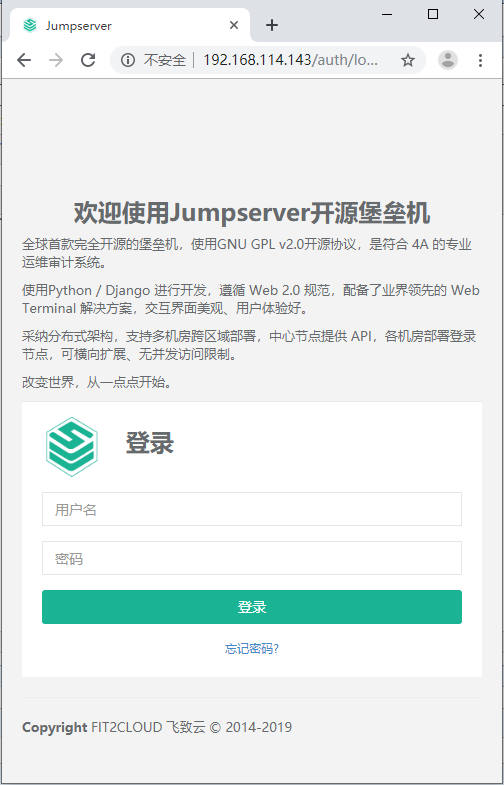 Jumpserver
不安全
192.168.114.143/auth/lo...
欢迎使用Jumpserver开源堡垒机
全球首款完全开源的堡垒机，使用GNU GPL v2.0开源协议，是符合 4A 的专业
运维审计系统。
使用Python / Django 进行开发，遵循 Web 2.0 规范，配备了业界领先的 Web
Terminal 解决方案，交互界面美观、用户体验好。
采纳分布式架构，支持多机房跨区域部署，中心节点提供 API，各机房部署登录
节点，可横向扩展、无并发访问限制。
改变世界，从一点点开始。
登录
用户名
密码
登录
忘记密码?
Copyright FIT2CLOUD 飞致云 © 2014-2019